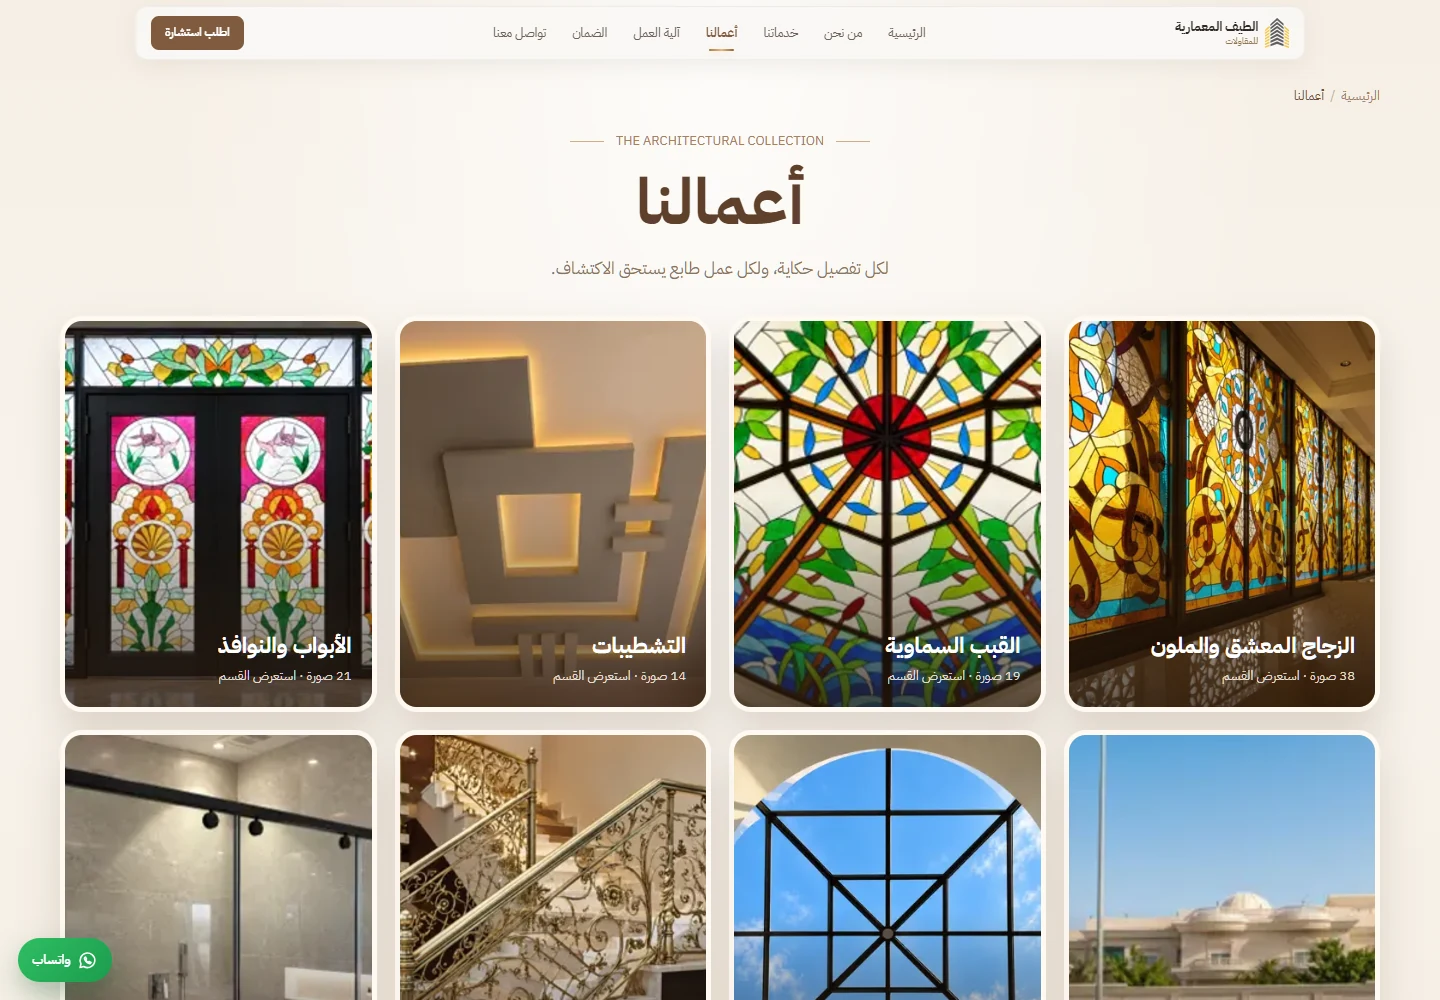 الطيف المعمارية
للمقاولات
الرئيسية
من نحن
خدماتنا
أعمالنا
آلية العمل
الضمان
تواصل معنا
اطلب استشارة
الرئيسية / أعمالنا
THE ARCHITECTURAL COLLECTION
أعمالنا
لكل تفصيل حكاية، ولكل عمل طابع يستحق الاكتشاف.
الزجاج المعشق والملون
38 صورة · استعرض القسم
القبب السماوية
19 صورة · استعرض القسم
التشطيبات
14 صورة · استعرض القسم
الأبواب والنوافذ
21 صورة · استعرض القسم
واتساب